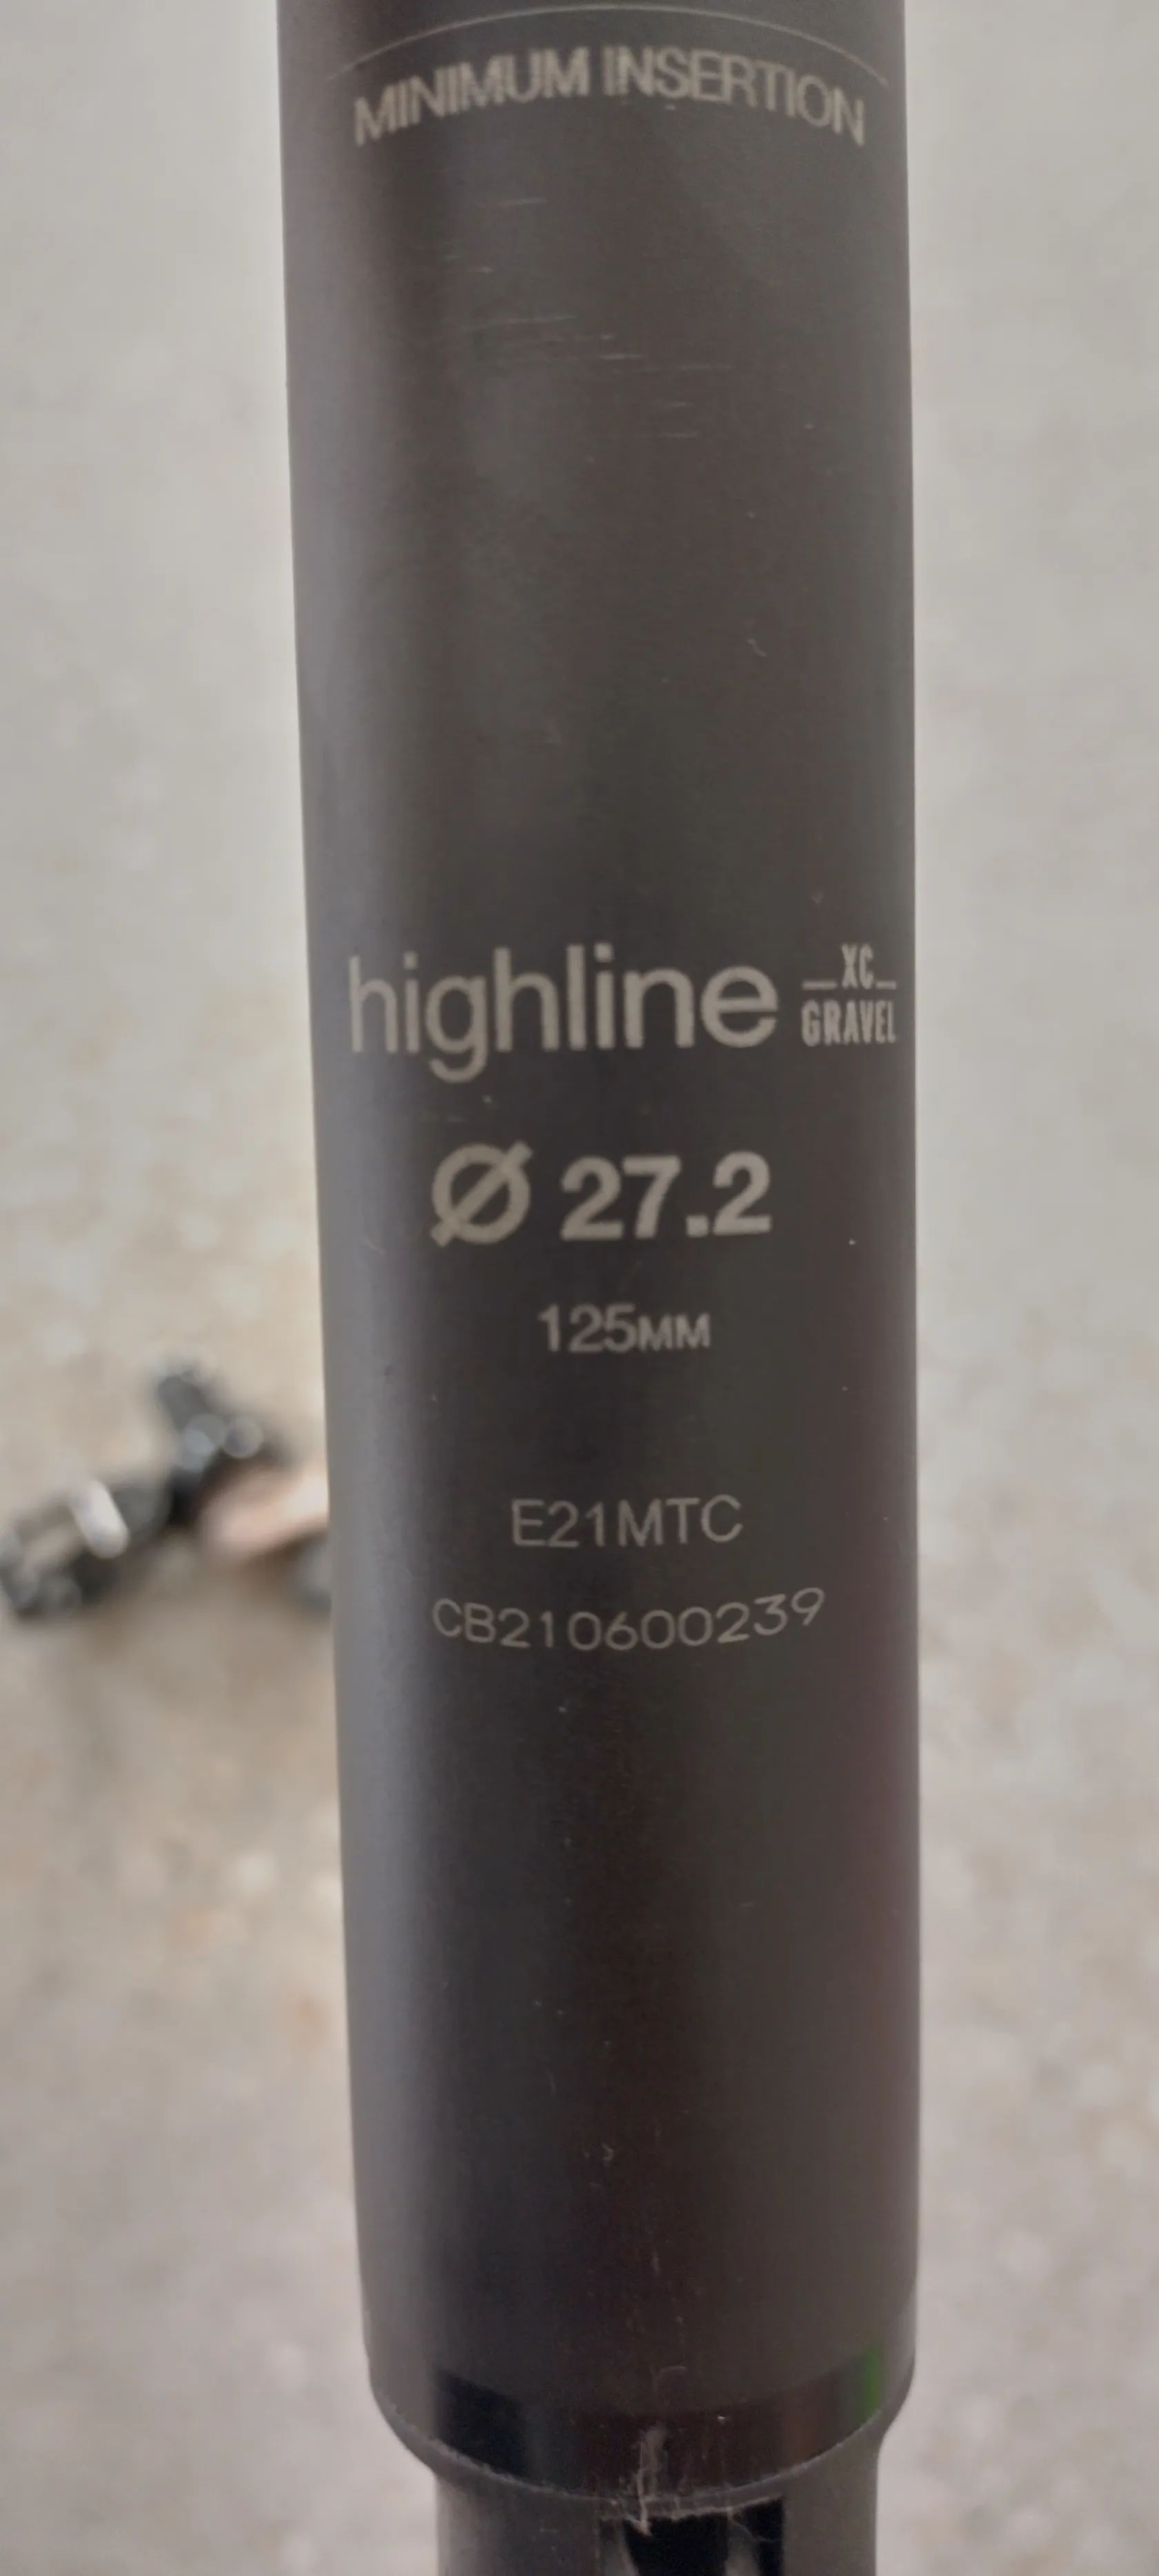 MINIMUM INSERTION
highline XC GRAVEL
Ø 27.2
125MM
E21MTC
CB210600239